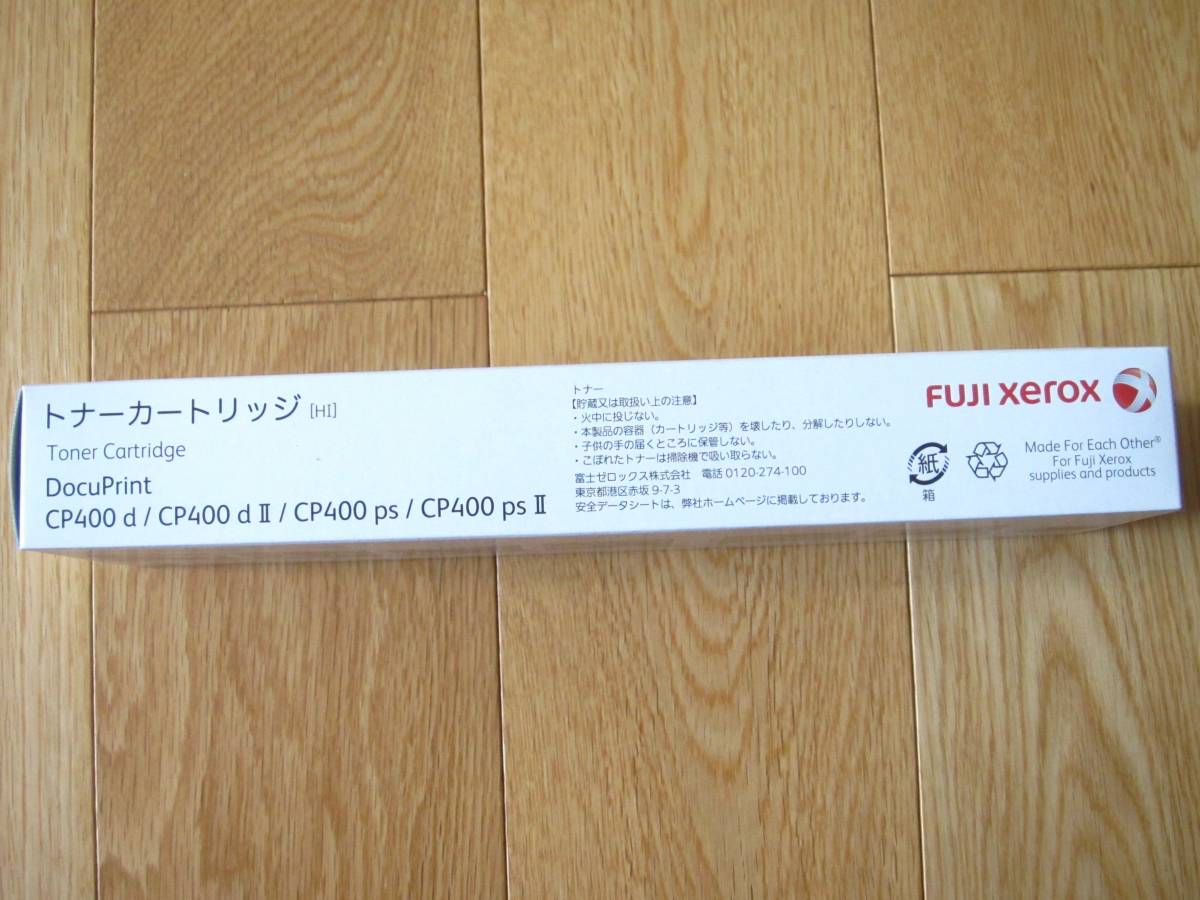 トナーカートリッジ [HI]
Toner Cartridge
DocuPrint
CP400 d / CP400 d Ⅱ / CP400 ps / CP400 ps Ⅱ
トナー
【貯蔵又は取扱い上の注意】
・火中に投じない。
・本製品の容器（カートリッジ等）を壊したり、分解したりしない。
・子供の手の届くところに保管しない。
・こぼれたトナーは掃除機で吸い取らない。
富士ゼロックス株式会社 電話 0120-274-100
東京都港区赤坂 9-7-3
安全データシートは、弊社ホームページに掲載しております。
FUJI xerox
紙
箱
Made For Each Other®
For Fuji Xerox
supplies and products